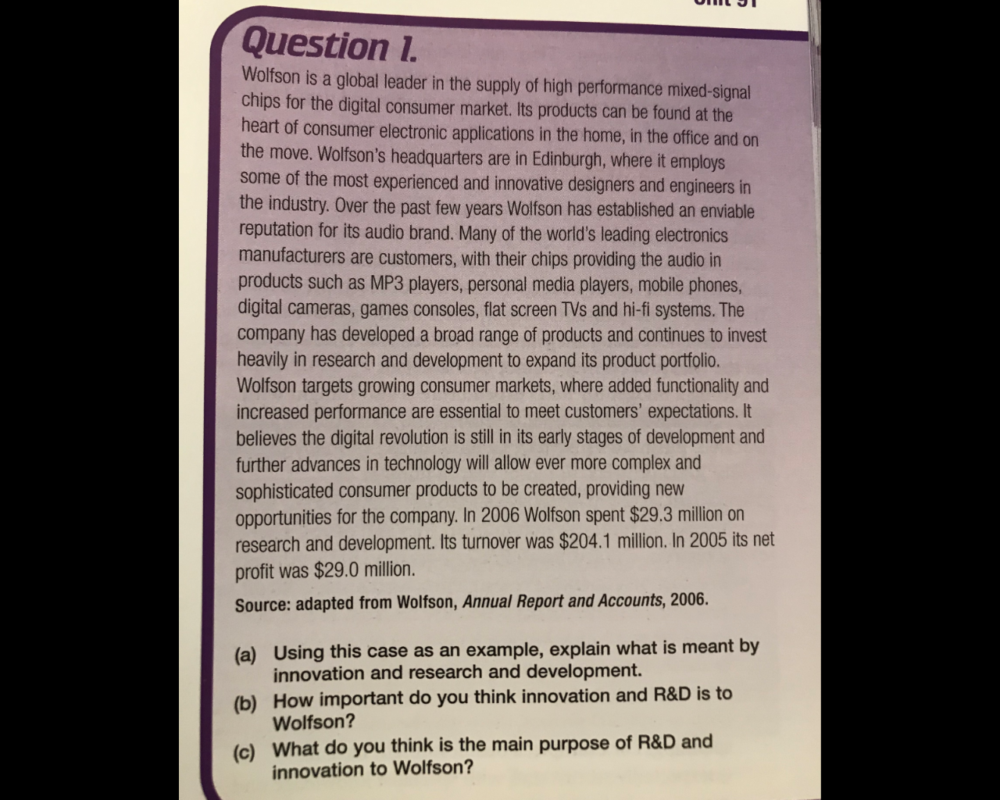 Unit 91
Question 1.
Wolfson is a global leader in the supply of high performance mixed-signal
chips for the digital consumer market. Its products can be found at the
heart of consumer electronic applications in the home, in the office and on
the move. Wolfson's headquarters are in Edinburgh, where it employs
some of the most experienced and innovative designers and engineers in
the industry. Over the past few years Wolfson has established an enviable
reputation for its audio brand. Many of the world's leading electronics
manufacturers are customers, with their chips providing the audio in
products such as MP3 players, personal media players, mobile phones,
digital cameras, games consoles, flat screen TVs and hi-fi systems. The
company has developed a broad range of products and continues to invest
heavily in research and development to expand its product portfolio.
Wolfson targets growing consumer markets, where added functionality and
increased performance are essential to meet customers' expectations. It
believes the digital revolution is still in its early stages of development and
further advances in technology will allow ever more complex and
sophisticated consumer products to be created, providing new
opportunities for the company. In 2006 Wolfson spent $29.3 million on
research and development. Its turnover was $204.1 million. In 2005 its net
profit was $29.0 million.
Source: adapted from Wolfson, Annual Report and Accounts, 2006.
(a) Using this case as an example, explain what is meant by
innovation and research and development.
(b) How important do you think innovation and R&D is to
Wolfson?
(c) What do you think is the main purpose of R&D and
innovation to Wolfson?